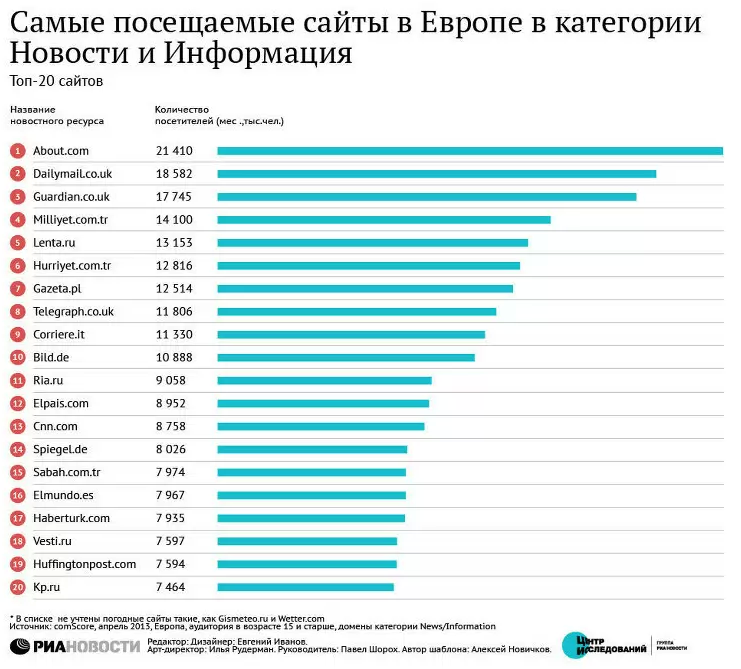 Самые посещаемые сайты в Европе в категории
Новости и Информация
Топ-20 сайтов
Название
новостного ресурса
Количество
посетителей (мес .,тыс.чел.)
1 About.com 21 410
2 Dailymail.co.uk 18 582
3 Guardian.co.uk 17 745
4 Milliyet.com.tr 14 100
5 Lenta.ru 13 153
6 Hurriyet.com.tr 12 816
7 Gazeta.pl 12 514
8 Telegraph.co.uk 11 806
9 Corriere.it 11 330
10 Bild.de 10 888
11 Ria.ru 9 058
12 Elpais.com 8 952
13 Cnn.com 8 758
14 Spiegel.de 8 026
15 Sabah.com.tr 7 974
16 Elmundo.es 7 967
17 Haberturk.com 7 935
18 Vesti.ru 7 597
19 Huffingtonpost.com 7 594
20 Kp.ru 7 464
* В списке не учтены погодные сайты такие, как Gismeteo.ru и Wetter.com
Источник: comScore, апрель 2013, Европа, аудитория в возрасте 15 и старше, домены категории News/Information
РИАНОВОСТИ
Редактор: Дизайнер: Евгений Иванов.
Арт-директор: Илья Рудерман. Руководитель: Павел Шорох. Автор шаблона: Алексей Новичков.
ЦЕНТР
ИССЛЕДОВАНИЙ
ГРУППА
РИА НОВОСТИ